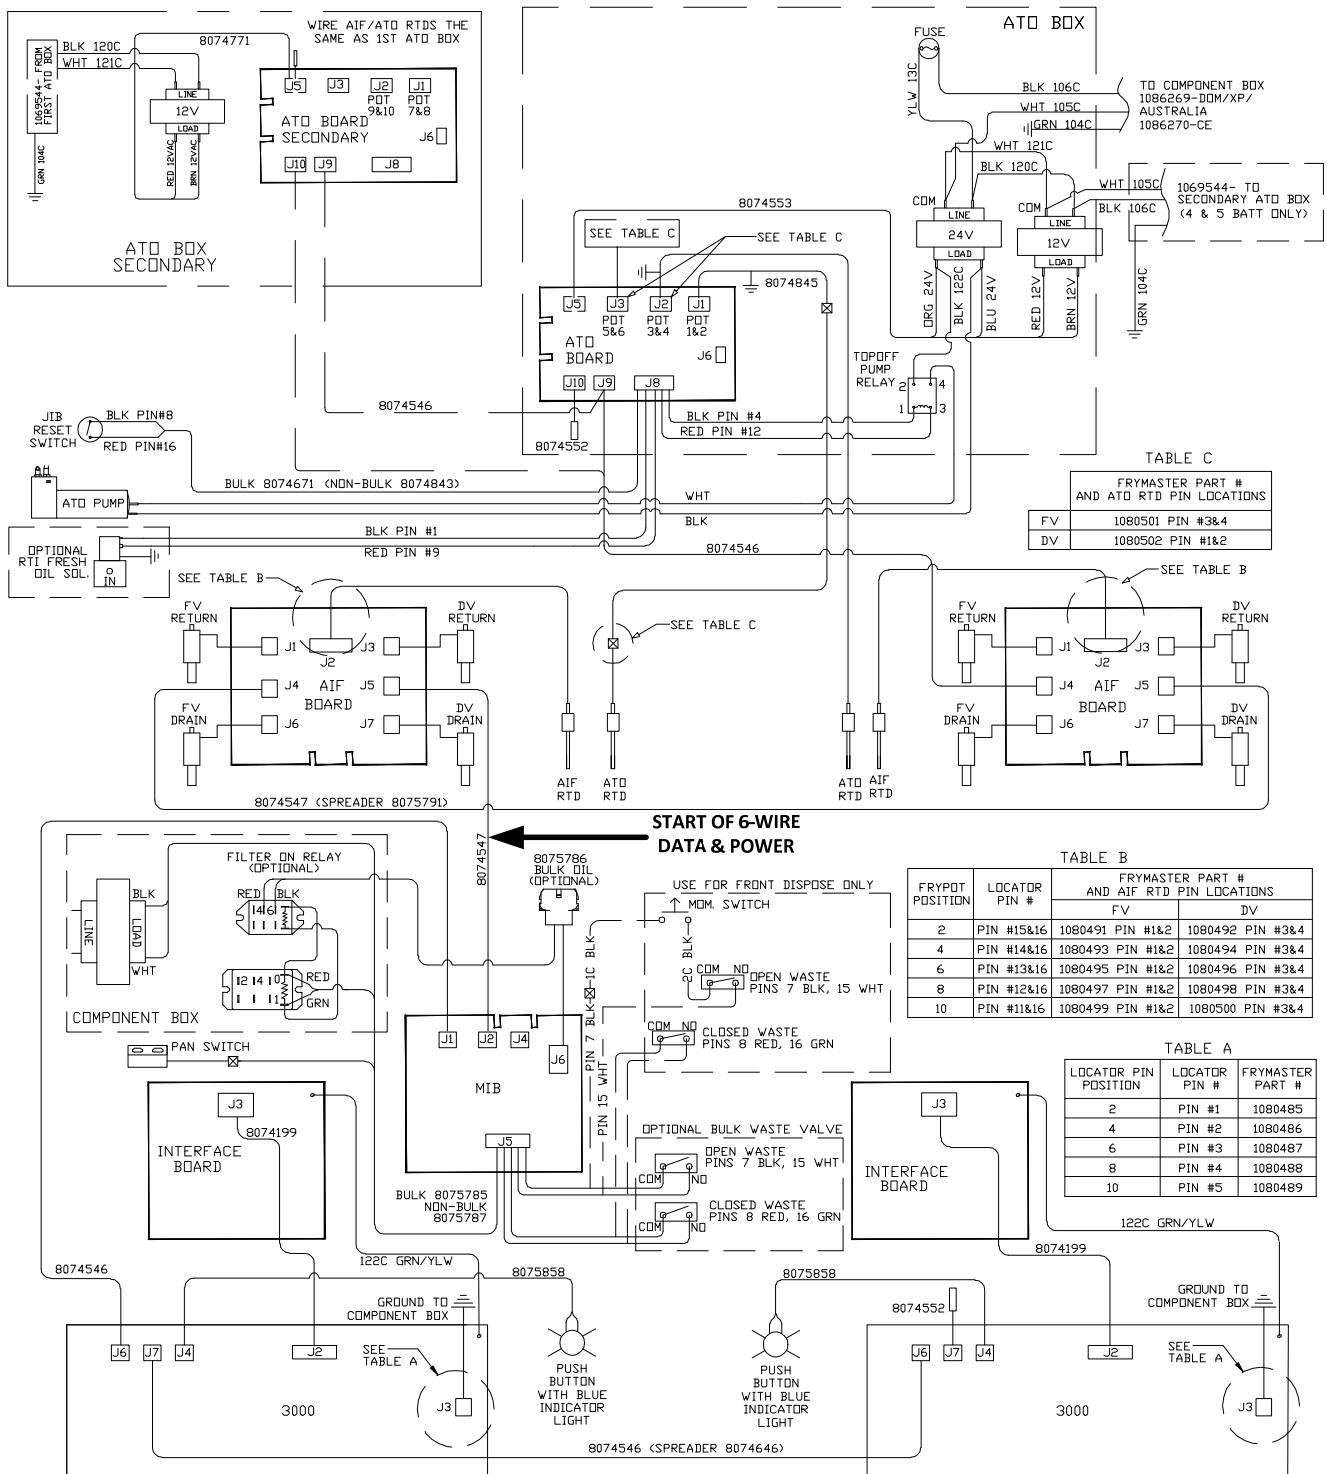 WIRE AIF/ATO RTDS THE
SAME AS 1ST ATO BOX
8074771
BLK 120C
WHT 121C
1069544- FROM
FIRST ATO BOX
GRN 104C
LINE
12V
LOAD
RED 12VAC
BRN 12VAC
J5
J3
J2
J1
POT
9&10
POT
7&8
ATO BOARD
SECONDARY
J6
J10
J9
J8
ATO BOX
SECONDARY
ATO BOX
FUSE
YLW 113C
BLK 106C
WHT 105C
GRN 104C
TO COMPONENT BOX
1086269-DOM/XP/
AUSTRALIA
1086270-CE
WHT 121C
BLK 120C
WHT 105C
BLK 106C
1069544- TO
SECONDARY ATO BOX
(4 & 5 BATT ONLY)
GRN 104C
COM
LINE
24V
LOAD
COM
LINE
12V
LOAD
ORG 24V
BLK 122C
BLU 24V
RED 12V
BRN 12V
8074553
SEE TABLE C
SEE TABLE C
8074845
J5
J3
J2
J1
POT
5&6
POT
3&4
POT
1&2
ATO
BOARD
J6
J10
J9
J8
TOPOFF
PUMP
RELAY
2
4
1
3
8074546
8074552
BLK PIN #4
RED PIN #12
JIB
RESET
SWITCH
BLK PIN#8
RED PIN#16
BULK 8074671 (NON-BULK 8074843)
ATO PUMP
WHT
BLK
OPTIONAL
RTI FRESH
OIL SOL.
IN
BLK PIN #1
RED PIN #9
8074546
TABLE C
FRYMASTER PART #
AND ATO RTD PIN LOCATIONS
FV 1080501 PIN #3&4
DV 1080502 PIN #1&2
SEE TABLE B
FV
RETURN
DV
RETURN
J1
J2
J3
J4
AIF
BOARD
J5
J6
J7
FV
DRAIN
DV
DRAIN
SEE TABLE C
AIF
RTD
ATO
RTD
ATO
RTD
AIF
RTD
SEE TABLE B
FV
RETURN
DV
RETURN
J1
J2
J3
J4
AIF
BOARD
J5
J6
J7
FV
DRAIN
DV
DRAIN
8074547 (SPREADER 8075791)
8074547
START OF 6-WIRE
DATA & POWER
FILTER ON RELAY
(OPTIONAL)
LINE
LOAD
BLK
WHT
RED
BLK
4 6
2 4 0
1
RED
GRN
COMPONENT BOX
8075786
BULK OIL
(OPTIONAL)
USE FOR FRONT DISPOSE ONLY
MOM. SWITCH
1C BLK
2C BLK
COM NO
OPEN WASTE
PINS 7 BLK, 15 WHT
COM NO
CLOSED WASTE
PINS 8 RED, 16 GRN
PIN 7 BLK
PIN 15 WHT
TABLE B
FRYPOT
POSITION
LOCATOR
PIN #
FRYMASTER PART #
AND AIF RTD PIN LOCATIONS
FV DV
2 PIN #15&16 1080491 PIN #1&2 1080492 PIN #3&4
4 PIN #14&16 1080493 PIN #1&2 1080494 PIN #3&4
6 PIN #13&16 1080495 PIN #1&2 1080496 PIN #3&4
8 PIN #12&16 1080497 PIN #1&2 1080498 PIN #3&4
10 PIN #11&16 1080499 PIN #1&2 1080500 PIN #3&4
PAN SWITCH
J1
J2
J4
J6
MIB
J5
OPTIONAL BULK WASTE VALVE
OPEN WASTE
PINS 7 BLK, 15 WHT
COM
NO
CLOSED WASTE
PINS 8 RED, 16 GRN
COM
NO
TABLE A
LOCATOR PIN
POSITION
LOCATOR
PIN #
FRYMASTER
PART #
2 PIN #1 1080485
4 PIN #2 1080486
6 PIN #3 1080487
8 PIN #4 1080488
10 PIN #5 1080489
J3
8074199
INTERFACE
BOARD
BULK 8075785
NON-BULK
8075787
J3
INTERFACE
BOARD
122C GRN/YLW
8074199
122C GRN/YLW
8074546
8075858
8075858
8074552
GROUND TO
COMPONENT BOX
GROUND TO
COMPONENT BOX
J6
J7
J4
J2
SEE
TABLE A
J3
3000
PUSH
BUTTON
WITH BLUE
INDICATOR
LIGHT
PUSH
BUTTON
WITH BLUE
INDICATOR
LIGHT
J6
J7
J4
J2
SEE
TABLE A
J3
3000
8074546 (SPREADER 8074646)